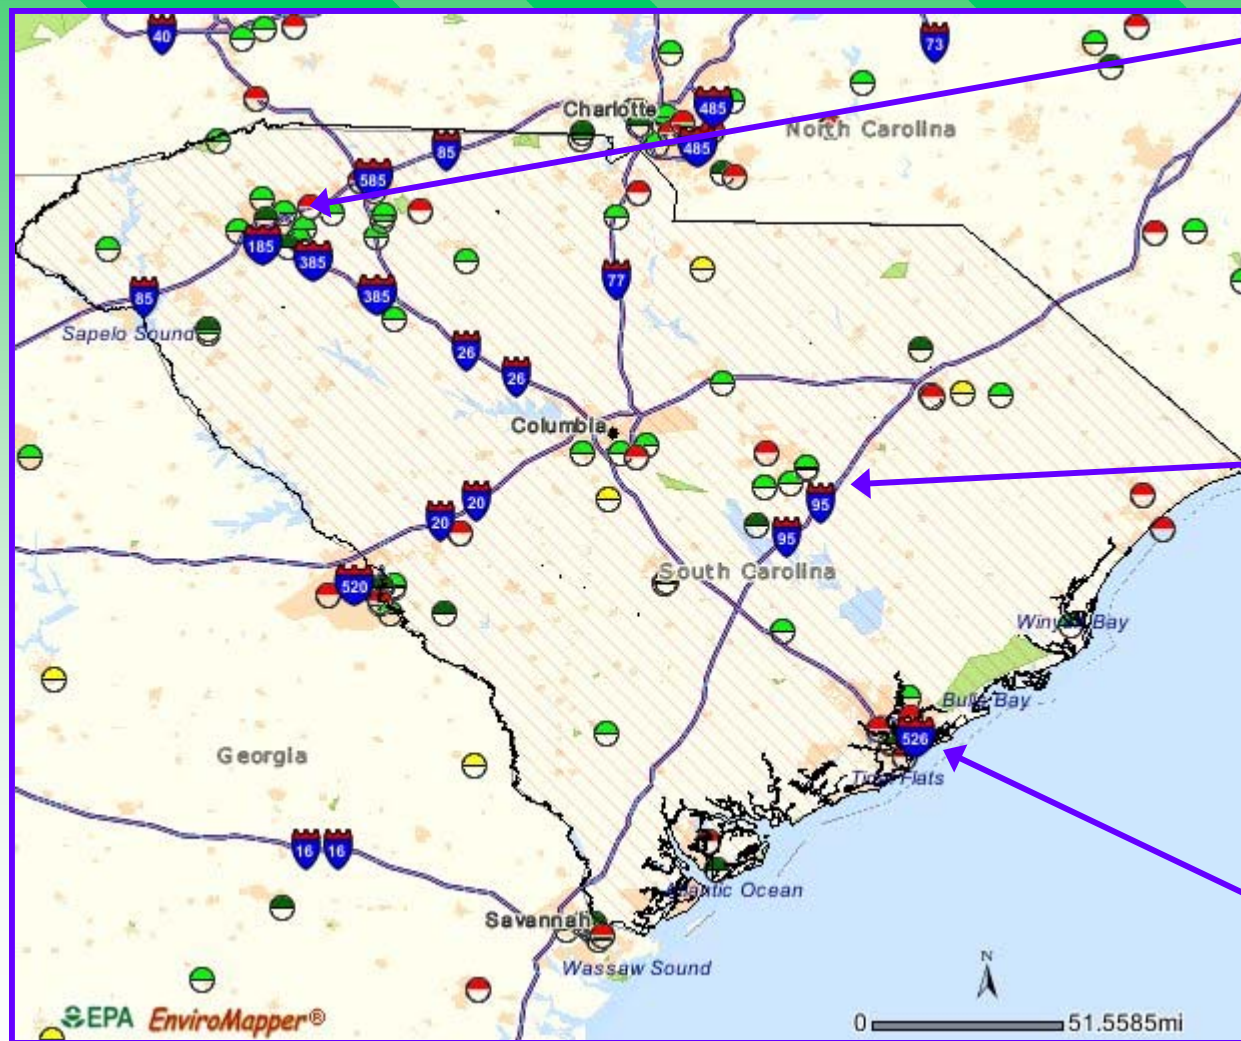 40
73
Charlotte
485
North Carolina
485
85
585
185
385
77
85
385
Sapelo Sound
26
26
Columbia
20
20
95
95
520
South Carolina
Winyah Bay
Bulls Bay
526
Georgia
Tidal Flats
16
16
Atlantic Ocean
Savannah
Wassaw Sound
N
EPA EnviroMapper®
0
51.5585mi